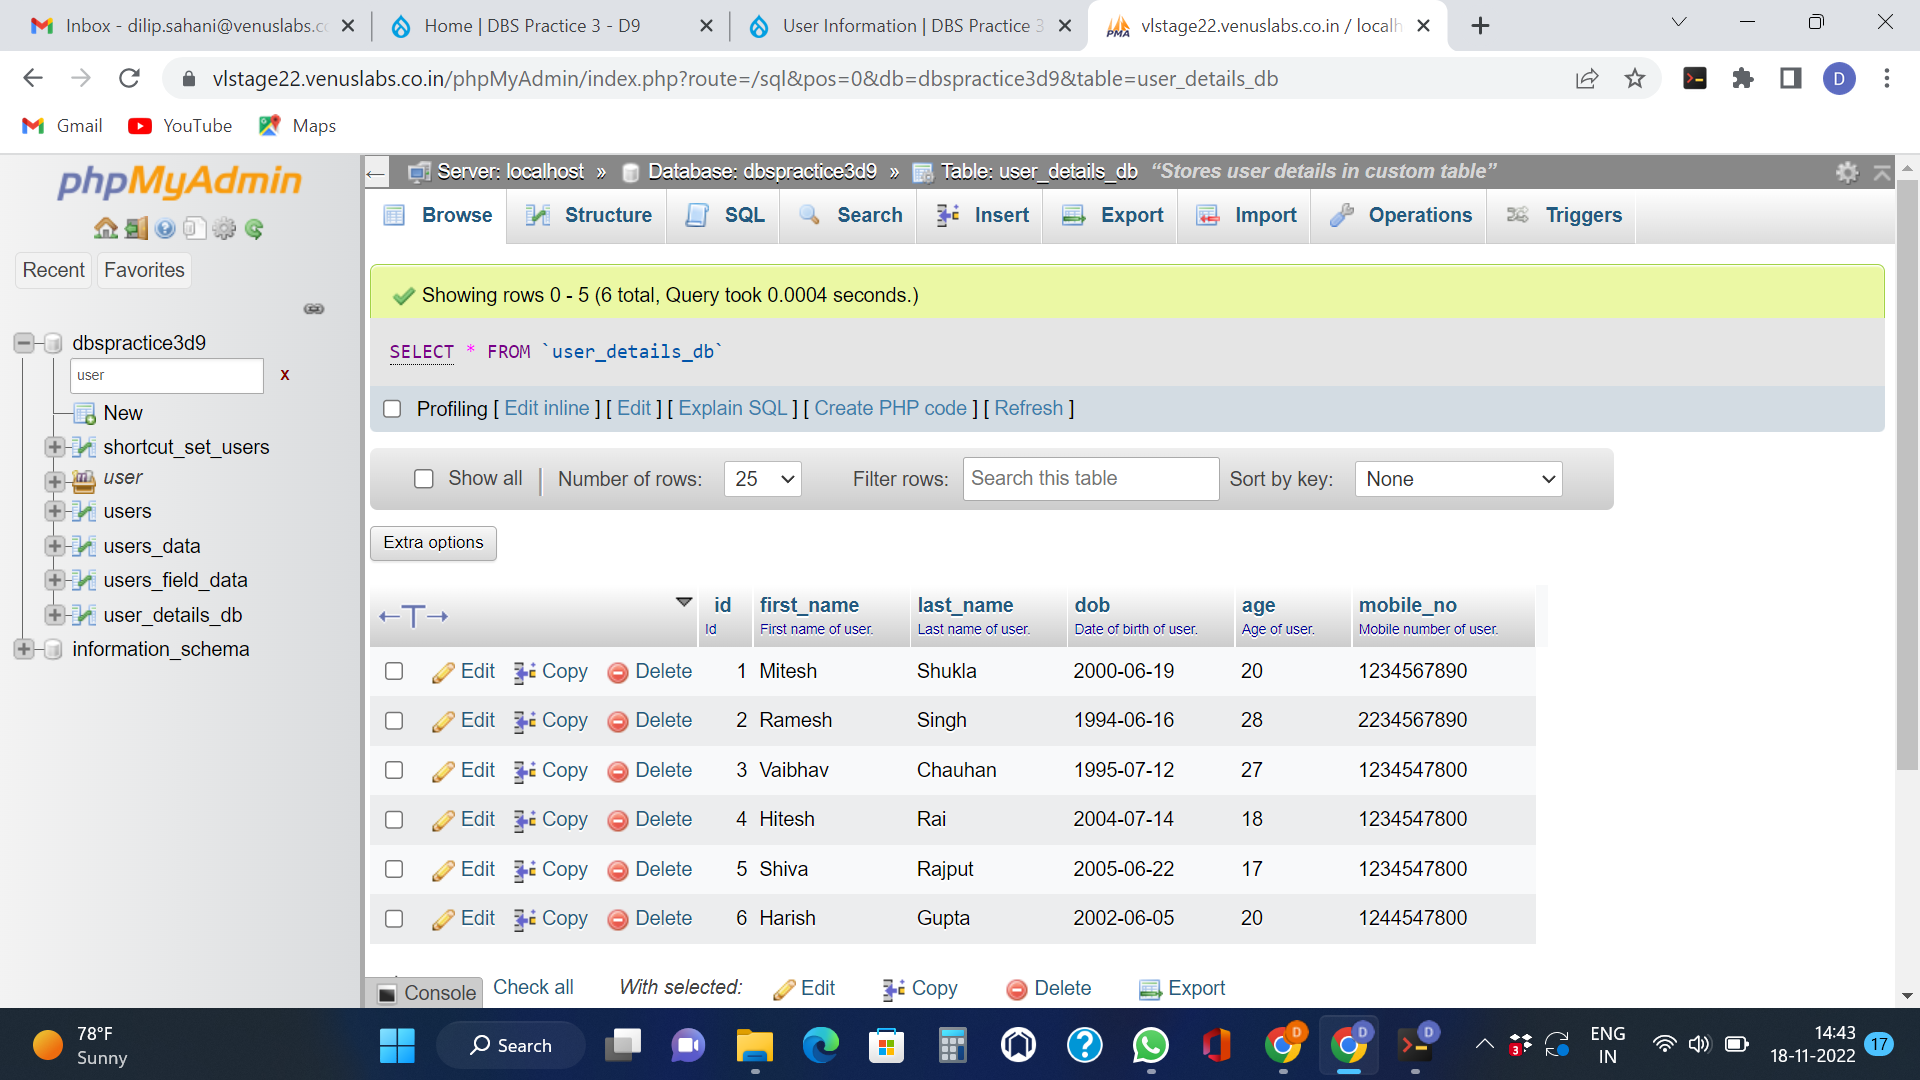 Inbox - dilip.sahani@venuslabs.co
Home | DBS Practice 3 - D9
User Information | DBS Practice 3
vlstage22.venuslabs.co.in / localh
vlstage22.venuslabs.co.in/phpMyAdmin/index.php?route=/sql&pos=0&db=dbspractice3d9&table=user_details_db
D
Gmail
YouTube
Maps
phpMyAdmin
Recent
Favorites
dbspractice3d9
user
x
New
shortcut_set_users
user
users
users_data
users_field_data
user_details_db
information_schema
Server: localhost » Database: dbspractice3d9 » Table: user_details_db “Stores user details in custom table”
Browse Structure SQL Search Insert Export Import Operations Triggers
Showing rows 0 - 5 (6 total, Query took 0.0004 seconds.)
SELECT * FROM `user_details_db`
Profiling [ Edit inline ] [ Edit ] [ Explain SQL ] [ Create PHP code ] [ Refresh ]
Show all Number of rows: 25 Filter rows: Search this table Sort by key: None
Extra options
←T→ id first_name last_name dob age mobile_no
Id First name of user. Last name of user. Date of birth of user. Age of user. Mobile number of user.
Edit Copy Delete 1 Mitesh Shukla 2000-06-19 20 1234567890
Edit Copy Delete 2 Ramesh Singh 1994-06-16 28 2234567890
Edit Copy Delete 3 Vaibhav Chauhan 1995-07-12 27 1234547800
Edit Copy Delete 4 Hitesh Rai 2004-07-14 18 1234547800
Edit Copy Delete 5 Shiva Rajput 2005-06-22 17 1234547800
Edit Copy Delete 6 Harish Gupta 2002-06-05 20 1244547800
Console Check all With selected: Edit Copy Delete Export
78°F
Sunny
Search
D
D
D
3
ENG
IN
14:43
18-11-2022
17